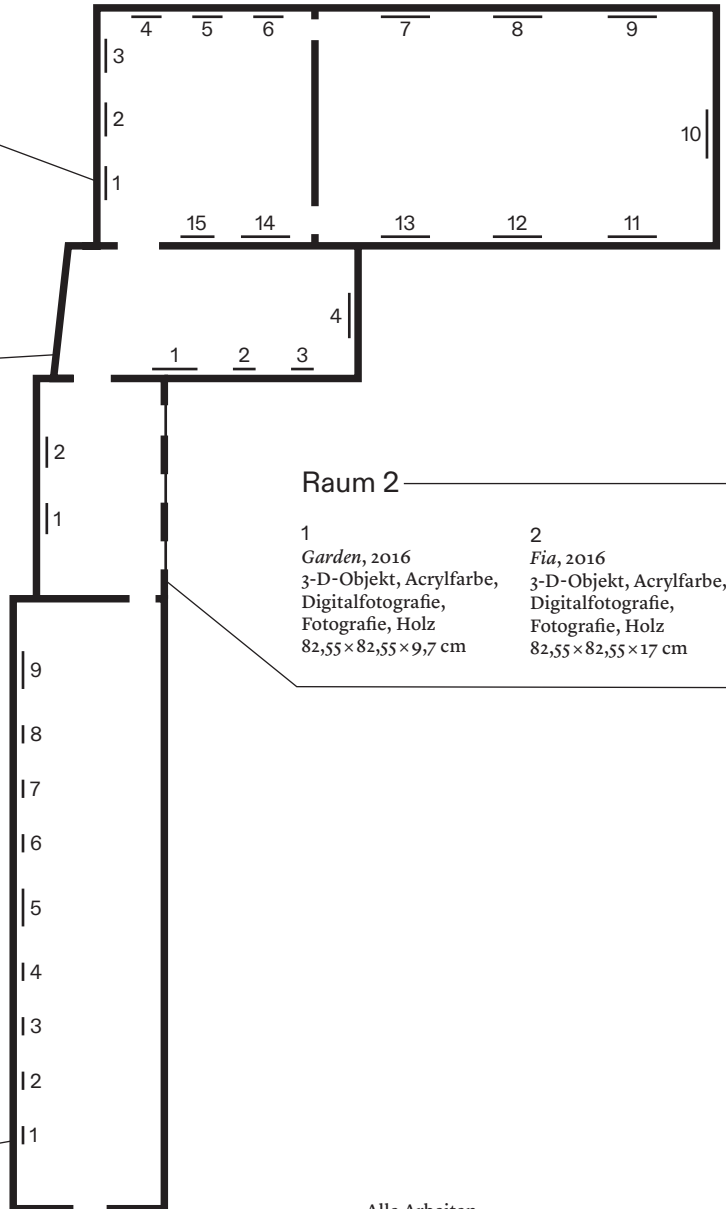 4 5 6 7 8 9
3
2
10
1
15 14 13 12 11
4
1 2 3
2
1
Raum 2
1
Garden, 2016
3-D-Objekt, Acrylfarbe,
Digitalfotografie,
Fotografie, Holz
82,55×82,55×9,7 cm
2
Fia, 2016
3-D-Objekt, Acrylfarbe,
Digitalfotografie,
Fotografie, Holz
82,55×82,55×17 cm
9
8
7
6
5
4
3
2
1
Alle Arbeiten